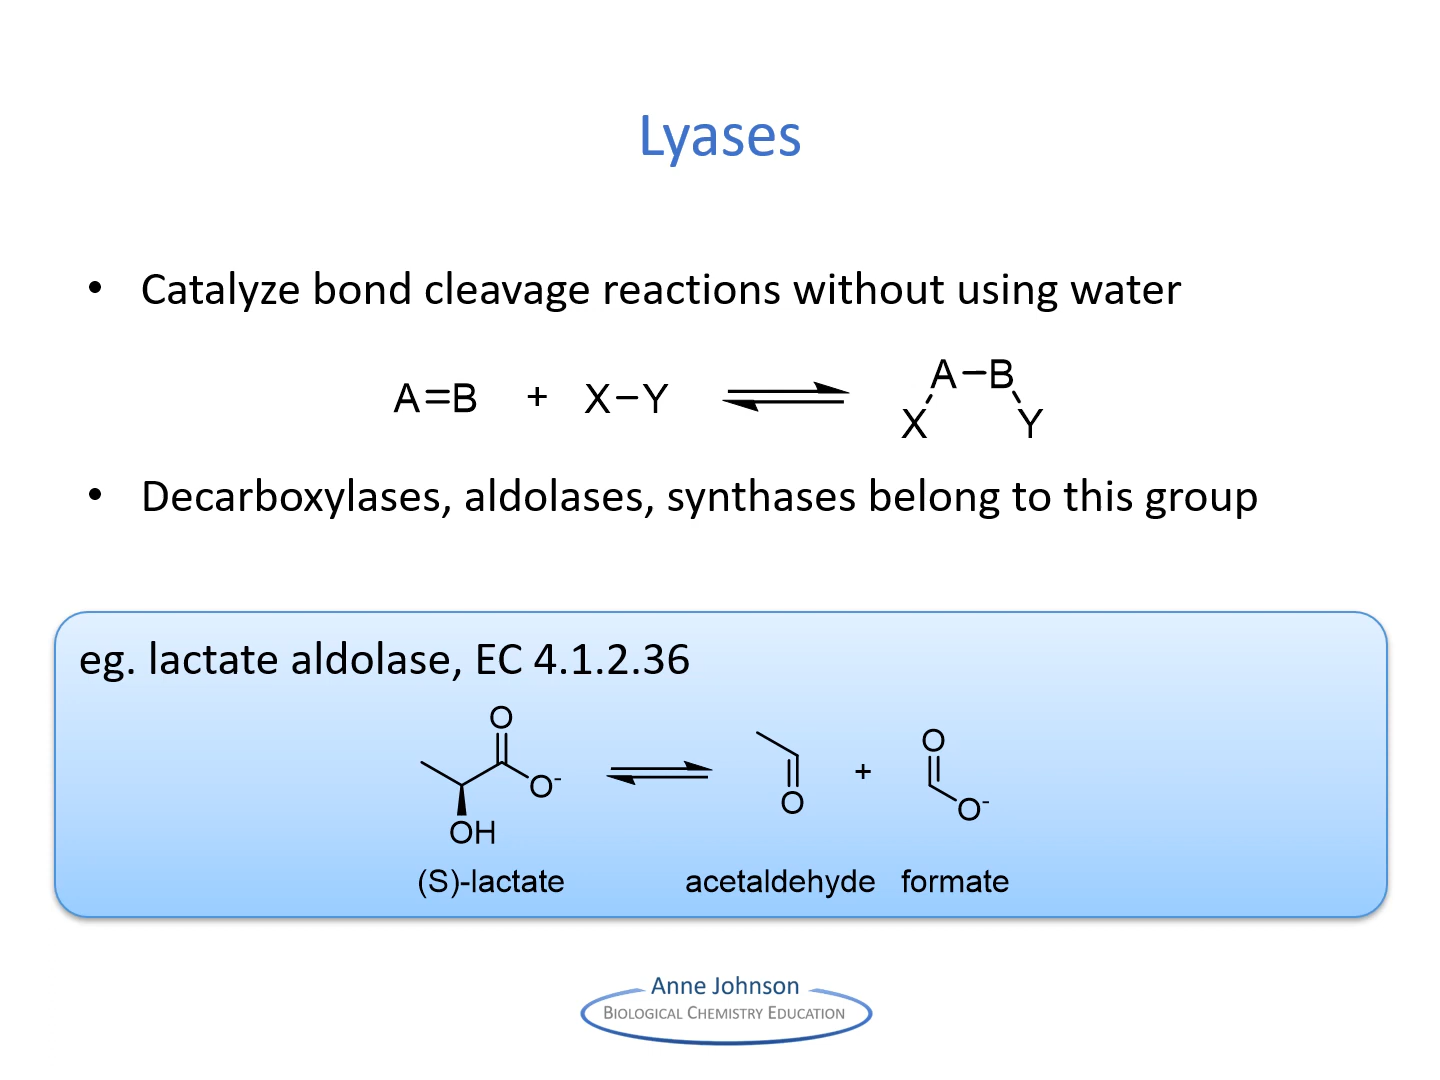 Lyases
• Catalyze bond cleavage reactions without using water
A=B + X–Y ⇌ A–B
X Y
• Decarboxylases, aldolases, synthases belong to this group
eg. lactate aldolase, EC 4.1.2.36
O
O⁻
OH
O
+
O
O⁻
(S)-lactate acetaldehyde formate
Anne Johnson
BIOLOGICAL CHEMISTRY EDUCATION